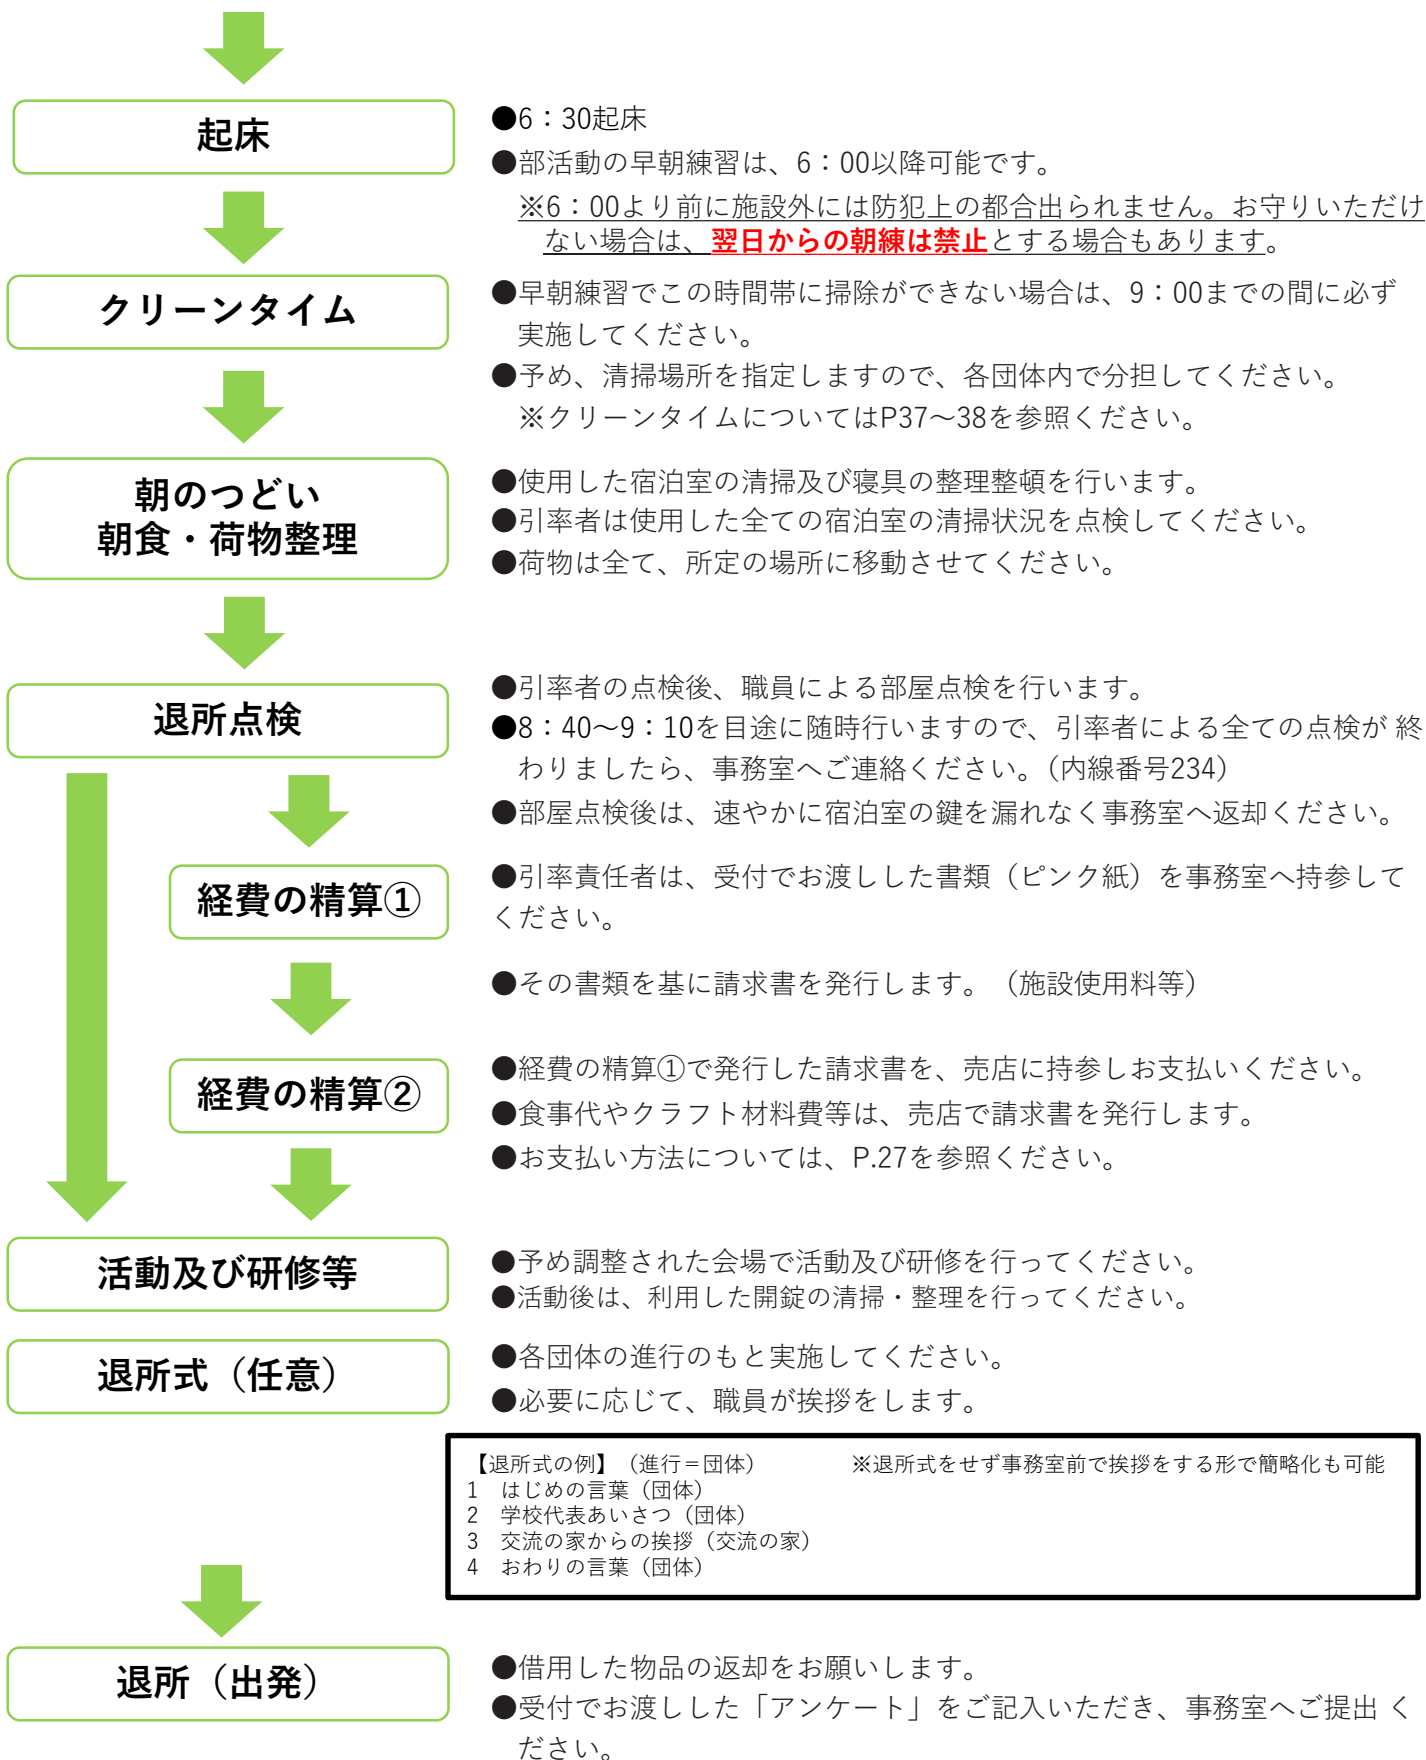 起床
●6：30起床
●部活動の早朝練習は、6：00以降可能です。
※6：00より前に施設外には防犯上の都合出られません。お守りいただけ
ない場合は、翌日からの朝練は禁止とする場合もあります。
クリーンタイム
●早朝練習でこの時間帯に掃除ができない場合は、9：00までの間に必ず
実施してください。
●予め、清掃場所を指定しますので、各団体内で分担してください。
※クリーンタイムについてはP37～38を参照ください。
朝のつどい
朝食・荷物整理
●使用した宿泊室の清掃及び寝具の整理整頓を行います。
●引率者は使用した全ての宿泊室の清掃状況を点検してください。
●荷物は全て、所定の場所に移動させてください。
退所点検
●引率者の点検後、職員による部屋点検を行います。
●8：40～9：10を目途に随時行いますので、引率者による全ての点検が 終
わりましたら、事務室へご連絡ください。（内線番号234）
●部屋点検後は、速やかに宿泊室の鍵を漏れなく事務室へ返却ください。
経費の精算①
●引率責任者は、受付でお渡しした書類（ピンク紙）を事務室へ持参して
ください。
●その書類を基に請求書を発行します。（施設使用料等）
経費の精算②
●経費の精算①で発行した請求書を、売店に持参しお支払いください。
●食事代やクラフト材料費等は、売店で請求書を発行します。
●お支払い方法については、P.27を参照ください。
活動及び研修等
●予め調整された会場で活動及び研修を行ってください。
●活動後は、利用した開錠の清掃・整理を行ってください。
退所式（任意）
●各団体の進行のもと実施してください。
●必要に応じて、職員が挨拶をします。
【退所式の例】（進行＝団体）　　　※退所式をせず事務室前で挨拶をする形で簡略化も可能
1　はじめの言葉（団体）
2　学校代表あいさつ（団体）
3　交流の家からの挨拶（交流の家）
4　おわりの言葉（団体）
退所（出発）
●借用した物品の返却をお願いします。
●受付でお渡しした「アンケート」をご記入いただき、事務室へご提出 く
ださい。